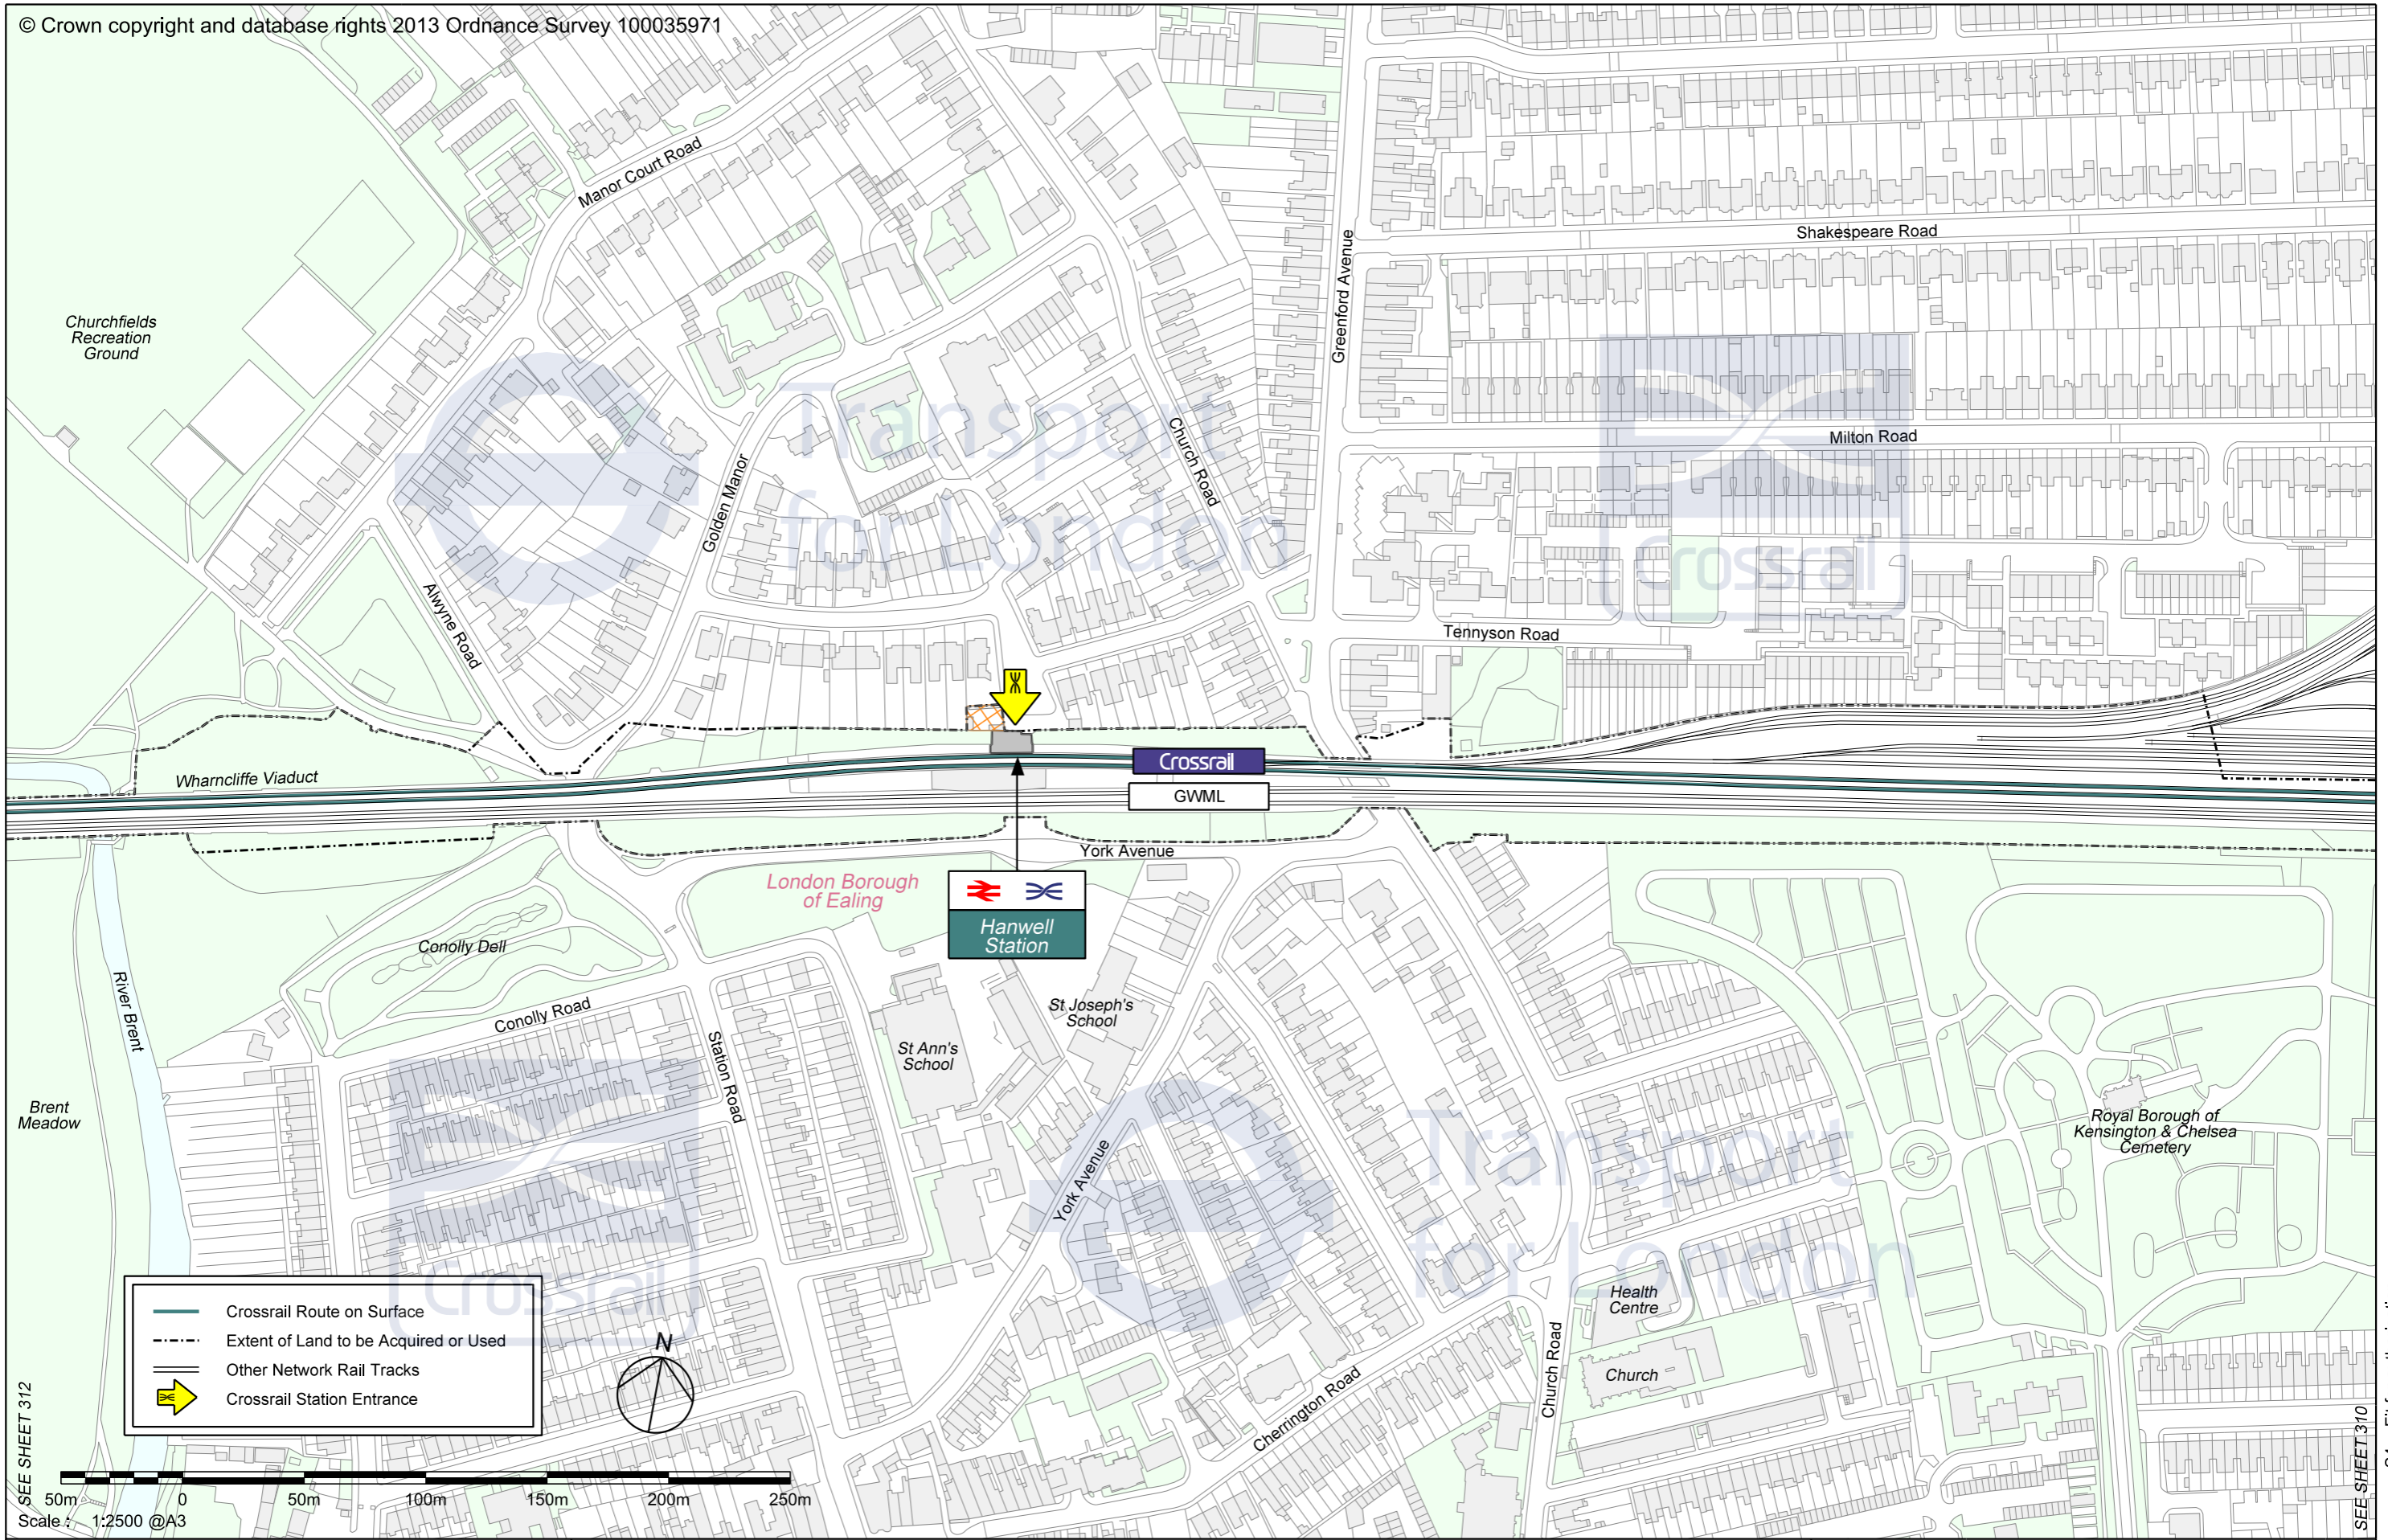 © Crown copyright and database rights 2013 Ordnance Survey 100035971
Manor Court Road
Shakespeare Road
Greenford Avenue
Churchfields
Recreation
Ground
Transport
for London
Crossrail
Milton Road
Church Road
Golden Manor
Alwyne Road
Tennyson Road
Crossrail
Wharncliffe Viaduct
GWML
York Avenue
London Borough
of Ealing
Hanwell
Station
Conolly Dell
River Brent
Conolly Road
St Joseph's
School
St Ann's
School
Station Road
Brent
Meadow
Royal Borough of
Kensington & Chelsea
Cemetery
York Avenue
Transport
for London
Crossrail
Health
Centre
Church
Church Road
Cherrington Road
Crossrail Route on Surface
Extent of Land to be Acquired or Used
Other Network Rail Tracks
Crossrail Station Entrance
N
SEE SHEET 312
SEE SHEET 310
50m 0 50m 100m 150m 200m 250m
Scale : 1:2500 @A3